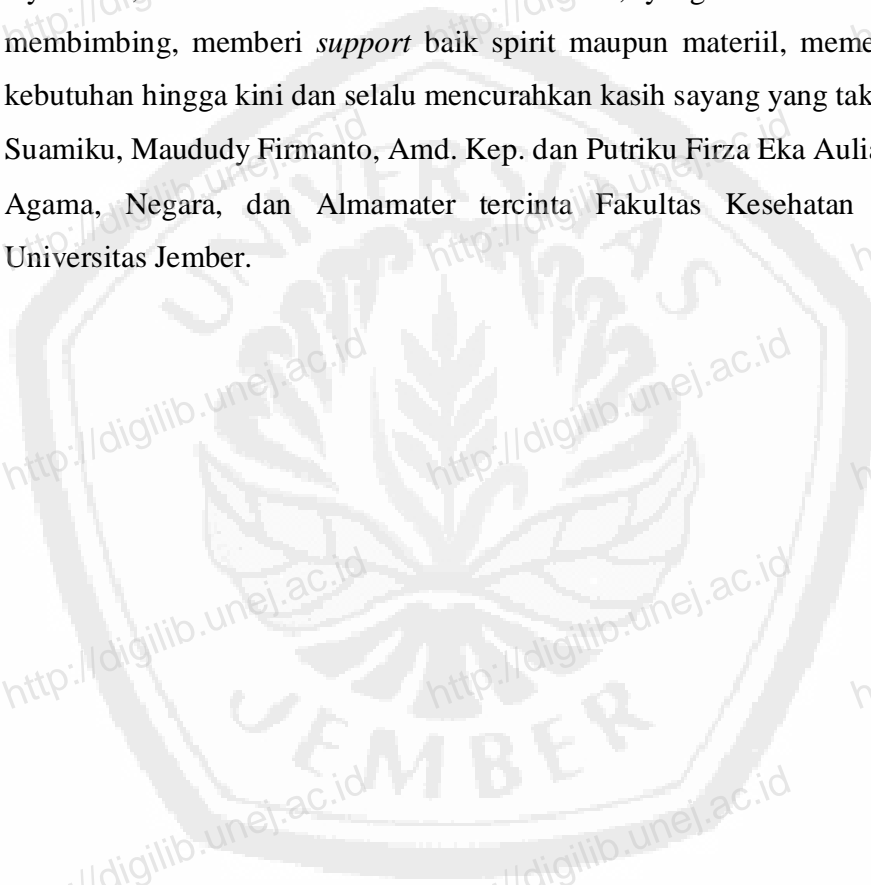 membimbing, memberi support baik spirit maupun materiil,
kebutuhan hingga kini dan selalu mencurahkan kasih sayang yang tak
Suamiku, Maududy Firmanto, Amd. Kep. dan Putriku Firza Eka Aulia
Agama, Negara, dan Almamater tercinta Fakultas Kesehatan
Universitas Jember.
UNIVERSITAS
JEMBER
http://digilib.unej.ac.id
http://digilib.unej.ac.id
http://digilib.unej.ac.id
http://digilib.unej.ac.id
http://digilib.unej.ac.id
http://digilib.unej.ac.id